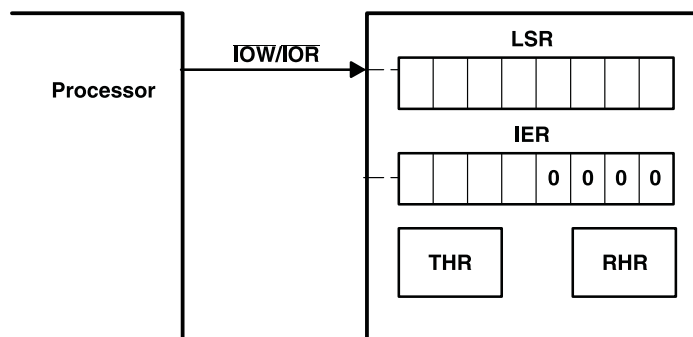 LSR
IOW/IOR
Processor
IER
0 0 0 0
THR RHR